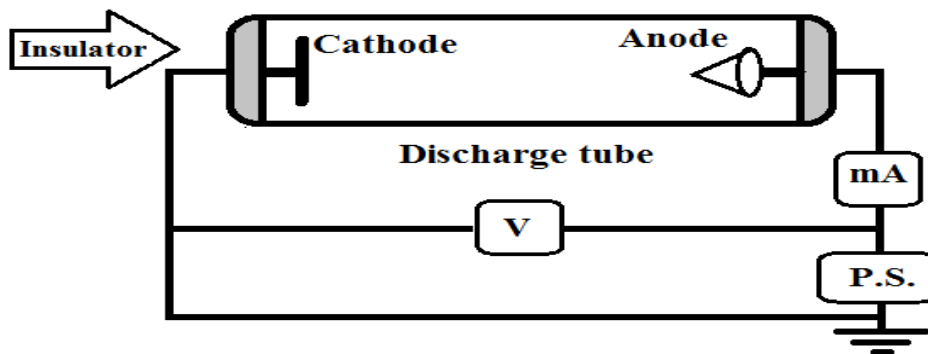 Insulator
Cathode
Anode
Discharge tube
mA
V
P.S.